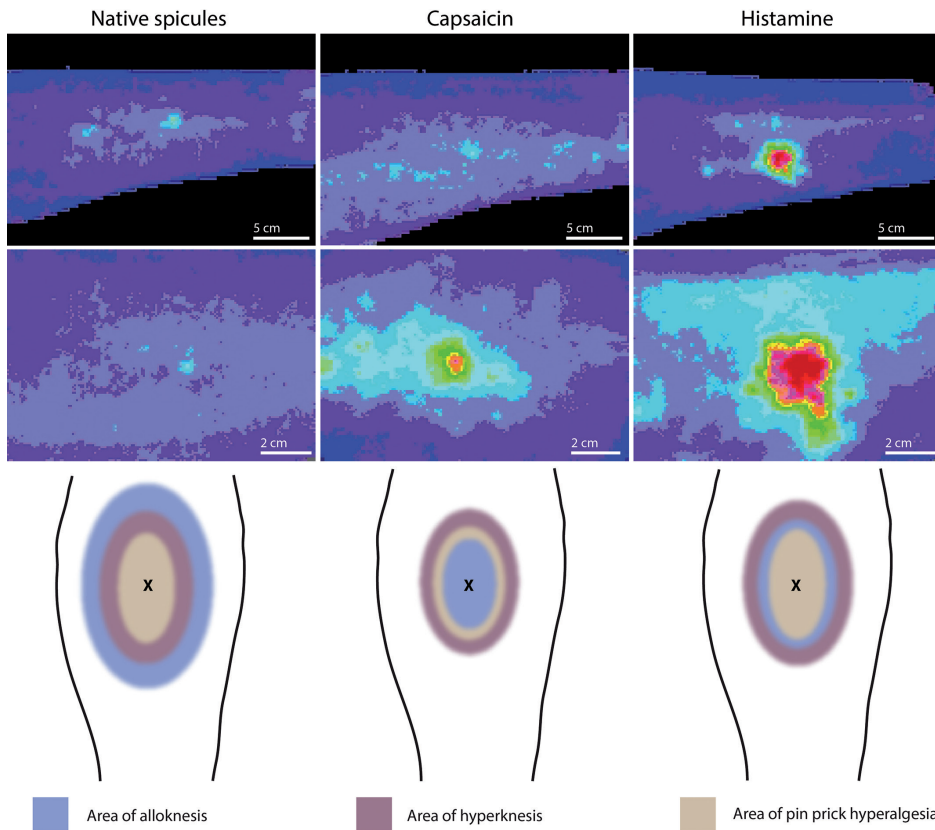 Native spicules
Capsaicin
Histamine
5 cm
5 cm
5 cm
2 cm
2 cm
2 cm
X
X
X
Area of alloknesis
Area of hyperknesis
Area of pin prick hyperalgesia